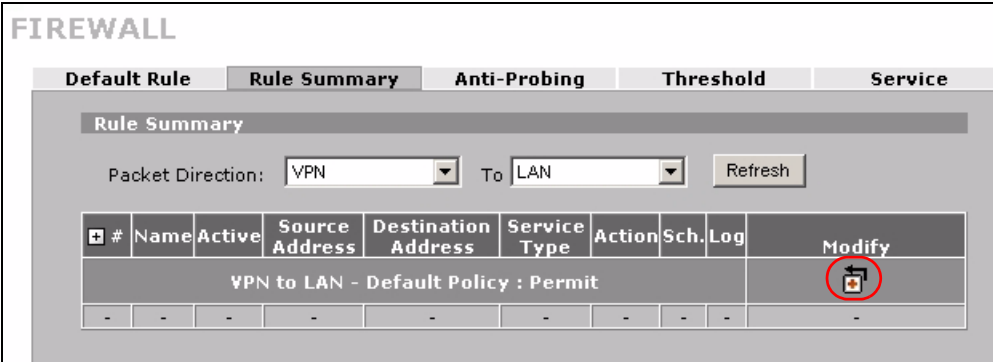 FIREWALL
Default Rule Rule Summary Anti-Probing Threshold Service
Rule Summary
Packet Direction: VPN To LAN Refresh
# Name Active Source Address Destination Address Service Type Action Sch. Log Modify
VPN to LAN - Default Policy : Permit
- - - - - - - - - -